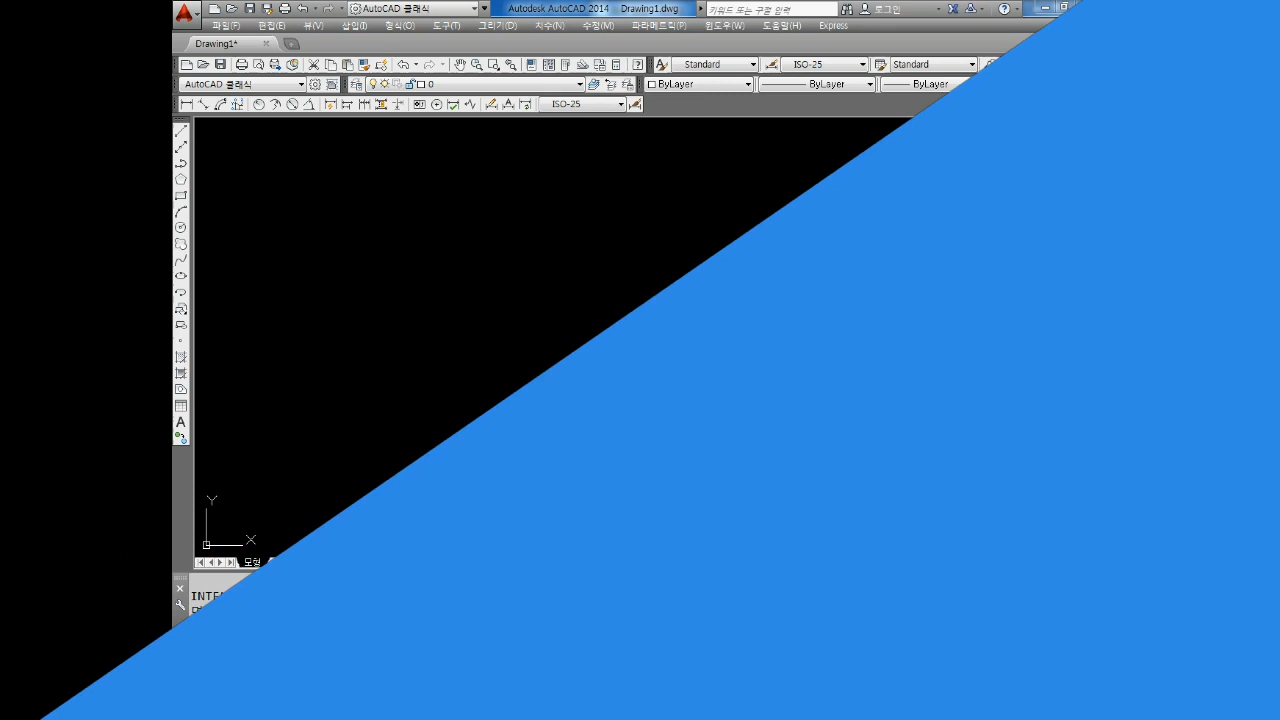 AutoCAD 클래식
Autodesk AutoCAD 2014 Drawing1.dwg
키워드 또는 구절 입력
로그인
파일(F) 편집(E) 뷰(V) 삽입(I) 형식(O) 도구(T) 그리기(D) 치수(N) 수정(M) 파라메트릭(P) 윈도우(W) 도움말(H) Express
Drawing1*
Standard ISO-25 Standard
AutoCAD 클래식 0 ByLayer ByLayer ByLayer
ISO-25
A
Y
X
모형